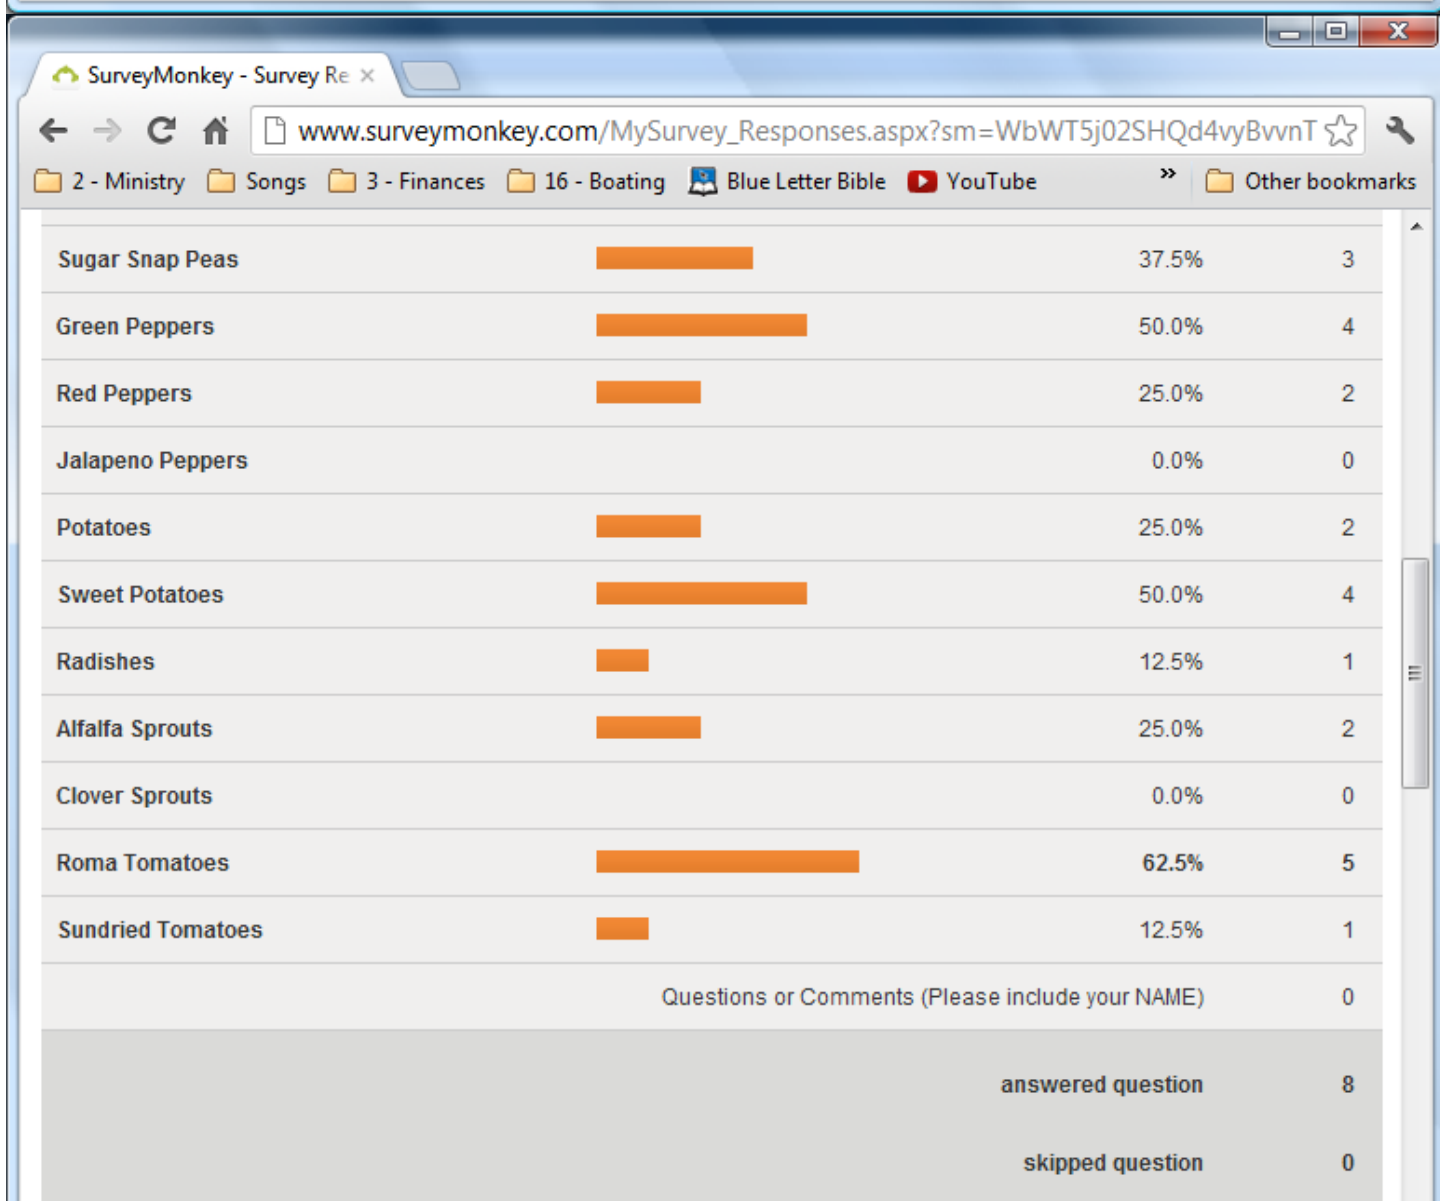 SurveyMonkey - Survey Re
www.surveymonkey.com/MySurvey_Responses.aspx?sm=WbWT5j02SHQd4vyBvvnT
2 - Ministry Songs 3 - Finances 16 - Boating Blue Letter Bible YouTube » Other bookmarks
Sugar Snap Peas 37.5% 3
Green Peppers 50.0% 4
Red Peppers 25.0% 2
Jalapeno Peppers 0.0% 0
Potatoes 25.0% 2
Sweet Potatoes 50.0% 4
Radishes 12.5% 1
Alfalfa Sprouts 25.0% 2
Clover Sprouts 0.0% 0
Roma Tomatoes 62.5% 5
Sundried Tomatoes 12.5% 1
Questions or Comments (Please include your NAME) 0
answered question 8
skipped question 0